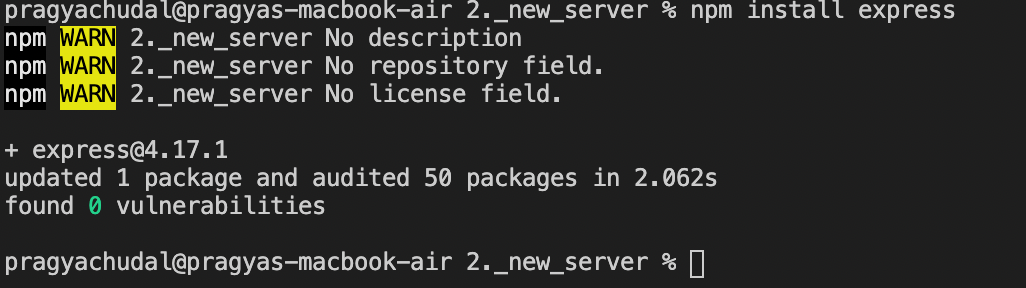 pragyachudal@pragyas-macbook-air 2._new_server % npm install express
npm WARN 2._new_server No description
npm WARN 2._new_server No repository field.
npm WARN 2._new_server No license field.
+ express@4.17.1
updated 1 package and audited 50 packages in 2.062s
found 0 vulnerabilities
pragyachudal@pragyas-macbook-air 2._new_server %